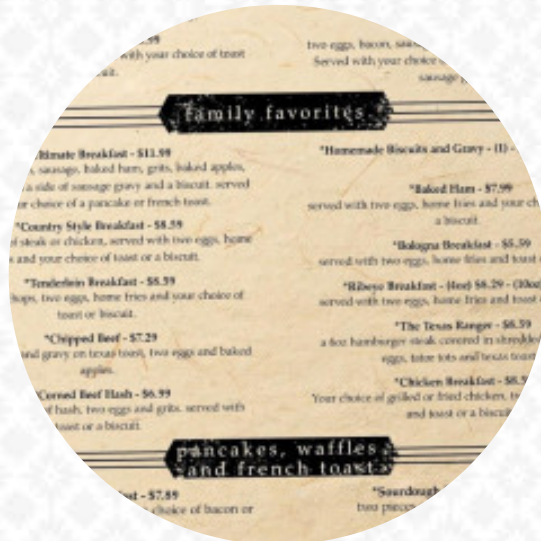 .99
with your choice of toast
two eggs, bacon,
Served with your choice
sausage
family favorites
Ultimate Breakfast - $11.99
sausage, baked ham, grits, baked apples,
a side of sausage gravy and a biscuit. served
choice of a pancake or french toast.
*Country Style Breakfast - $8.59
steak or chicken, served with two eggs, home
and your choice of toast or a biscuit.
*Tenderloin Breakfast - $8.59
two eggs, home fries and your choice of
toast or biscuit.
*Chipped Beef - $7.29
and gravy on texas toast, two eggs and baked
apples.
Corned Beef Hash - $6.99
hash, two eggs and grits. served with
toast or a biscuit.
*Homemade Biscuits and Gravy - (1) -
*Baked Ham - $7.99
served with two eggs, home fries and your
a biscuit.
*Bologna Breakfast - $5.59
served with two eggs, home fries and toast
*Ribeye Breakfast - (4oz) $8.29 - (10oz)
served with two eggs, home fries and toast
*The Texas Ranger - $6.59
a 6oz hamburger steak covered in shredded
eggs, tator tots and texas toast
*Chicken Breakfast -
Your choice of grilled or fried chicken,
and toast or a biscuit
pancakes, waffles
and french toast
- $7.89
choice of bacon or
*Sourdough
two pieces